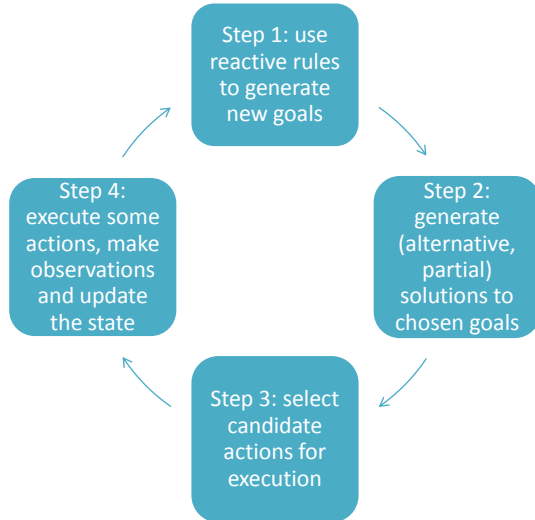 Step 1: use
reactive rules
to generate
new goals
Step 2:
generate
(alternative,
partial)
solutions to
chosen goals
Step 3: select
candidate
actions for
execution
Step 4:
execute some
actions, make
observations
and update
the state